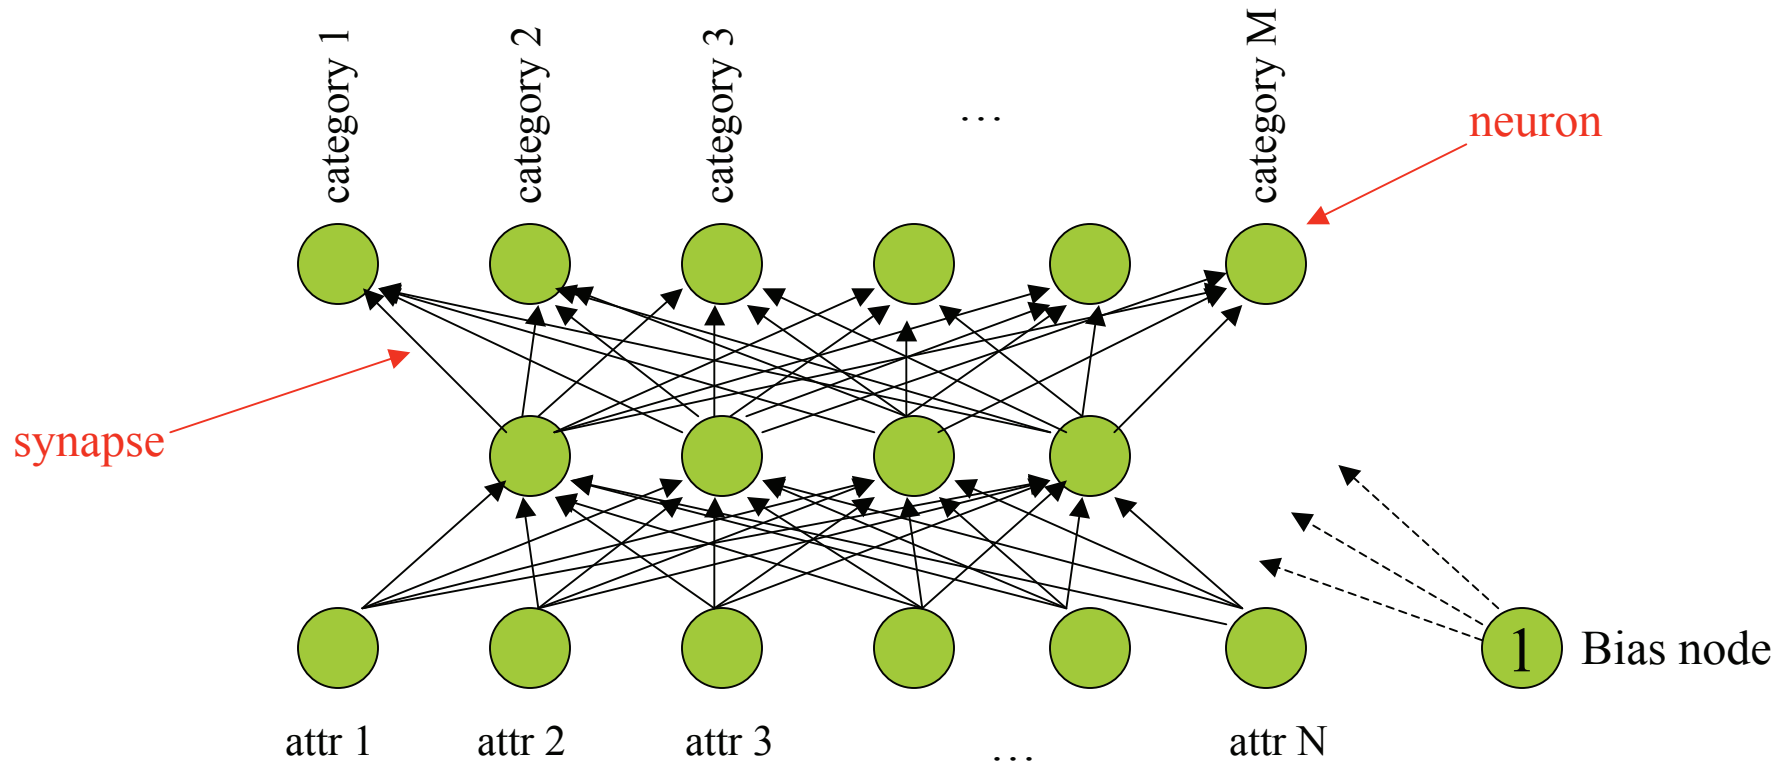 category 1
category 2
category 3
...
category M
neuron
synapse
1
Bias node
attr 1
attr 2
attr 3
...
attr N